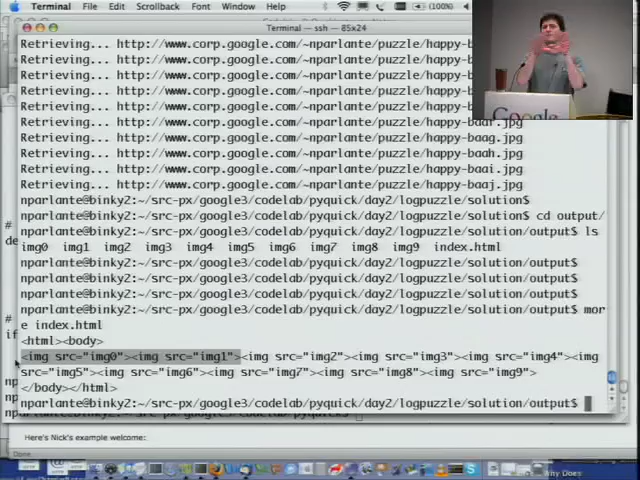 Terminal Shell Edit View Scrollback Font Window Help (100%)
Terminal — ssh — 85x24
Retrieving... http://www.corp.google.com/~nparlante/puzzle/happy-b
Retrieving... http://www.corp.google.com/~nparlante/puzzle/happy-b
Retrieving... http://www.corp.google.com/~nparlante/puzzle/happy-b
Retrieving... http://www.corp.google.com/~nparlante/puzzle/happy-b
Retrieving... http://www.corp.google.com/~nparlante/puzzle/happy-b
Retrieving... http://www.corp.google.com/~nparlante/puzzle/happy-baaf.jpg
Retrieving... http://www.corp.google.com/~nparlante/puzzle/happy-baag.jpg
Retrieving... http://www.corp.google.com/~nparlante/puzzle/happy-baah.jpg
Retrieving... http://www.corp.google.com/~nparlante/puzzle/happy-baai.jpg
Retrieving... http://www.corp.google.com/~nparlante/puzzle/happy-baaj.jpg
nparlante@binky2:~/src-px/google3/codelab/pyquick/day2/logpuzzle/solution$
nparlante@binky2:~/src-px/google3/codelab/pyquick/day2/logpuzzle/solution$ cd output/
nparlante@binky2:~/src-px/google3/codelab/pyquick/day2/logpuzzle/solution/output$ ls
img0 img1 img2 img3 img4 img5 img6 img7 img8 img9 index.html
nparlante@binky2:~/src-px/google3/codelab/pyquick/day2/logpuzzle/solution/output$
nparlante@binky2:~/src-px/google3/codelab/pyquick/day2/logpuzzle/solution/output$
nparlante@binky2:~/src-px/google3/codelab/pyquick/day2/logpuzzle/solution/output$
nparlante@binky2:~/src-px/google3/codelab/pyquick/day2/logpuzzle/solution/output$ mor
e index.html
<html><body>
<img src="img0"><img src="img1"><img src="img2"><img src="img3"><img src="img4"><img
src="img5"><img src="img6"><img src="img7"><img src="img8"><img src="img9">
</body></html>
nparlante@binky2:~/src-px/google3/codelab/pyquick/day2/logpuzzle/solution/output$
Here's Nick's example welcome:
Done
Why Does
Google